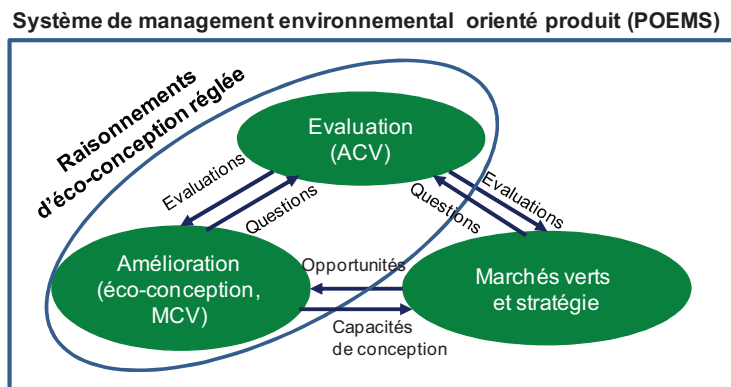 Système de management environnemental orienté produit (POEMS)
Raisonnements
d'éco-conception réglée
Evaluation
(ACV)
Evaluations
Questions
Evaluations
Questions
Amélioration
(éco-conception,
MCV)
Opportunités
Capacités
de conception
Marchés verts
et stratégie